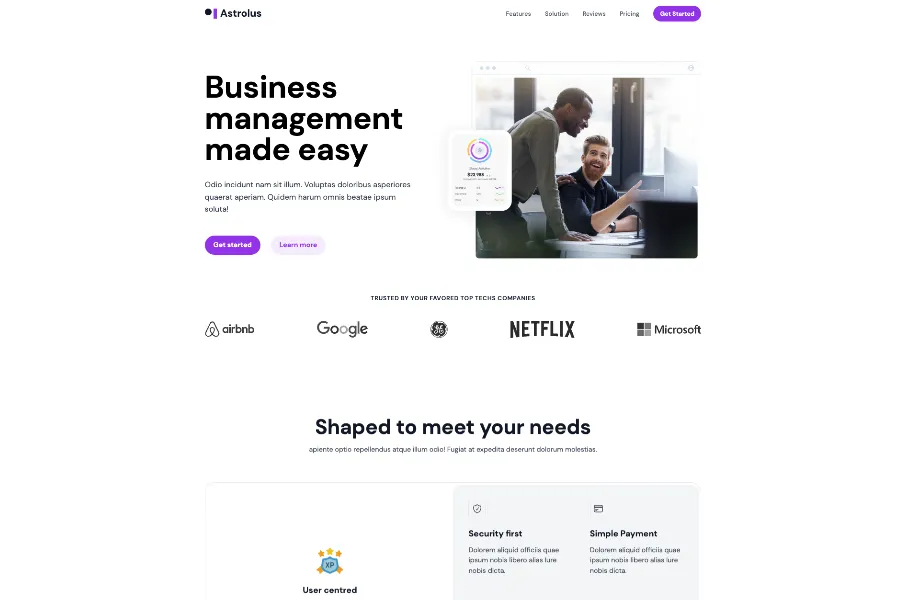 Astrolus
Features
Solution
Reviews
Pricing
Get Started
Business
management
made easy
Odio incidunt nam sit illum. Voluptas doloribus asperiores
quaerat aperiam. Quidem harum omnis beatae ipsum
soluta!
Get started
Learn more
TRUSTED BY YOUR FAVORED TOP TECHS COMPANIES
airbnb
Google
NETFLIX
Microsoft
Shaped to meet your needs
apiente optio repellendus atque illum odio! Fugiat at expedita deserunt dolorum molestias.
XP
User centred
Security first
Dolorem aliquid officiis quae
ipsum nobis libero alias iure
nobis dicta.
Simple Payment
Dolorem aliquid officiis quae
ipsum nobis libero alias iure
nobis dicta.